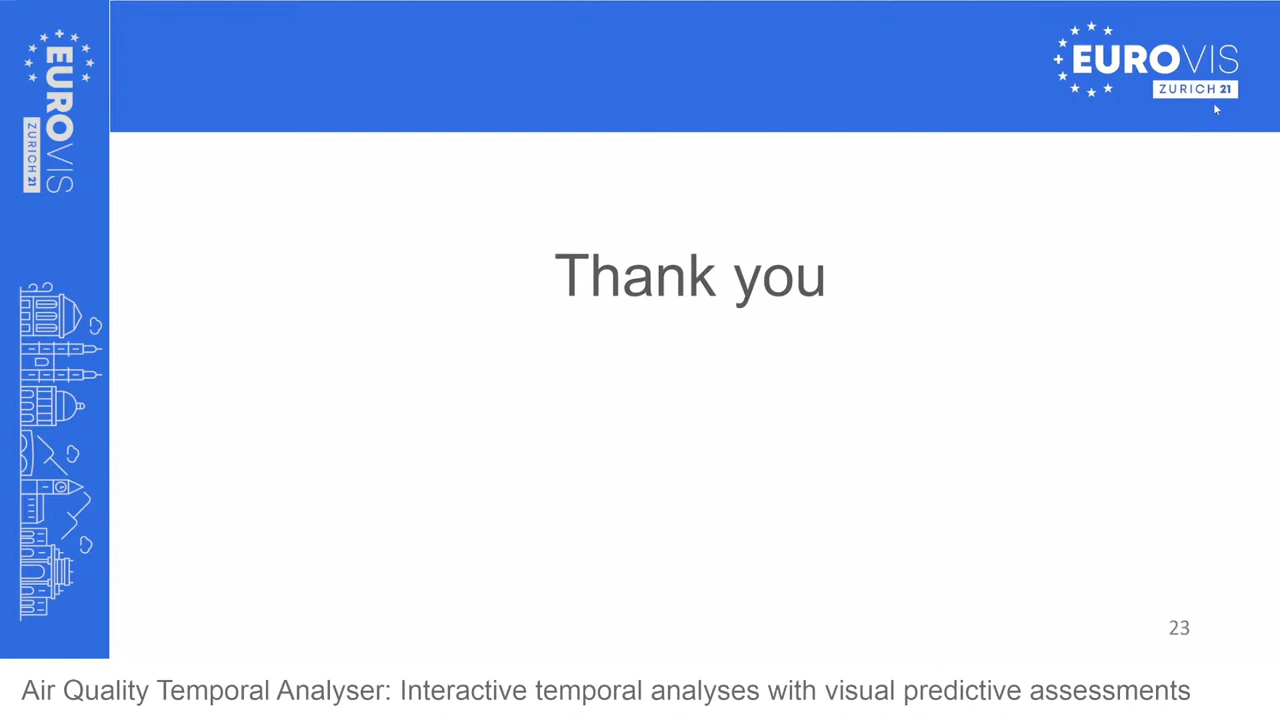 EUROVIS
ZURICH 21
EUROVIS
ZURICH 21
Thank you
23
Air Quality Temporal Analyser: Interactive temporal analyses with visual predictive assessments